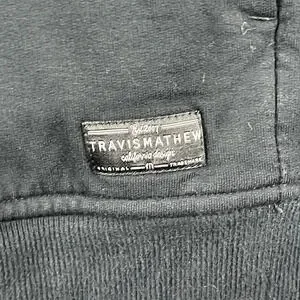 TRAVISMATHEW
california design
ORIGINAL m TRADEMARK